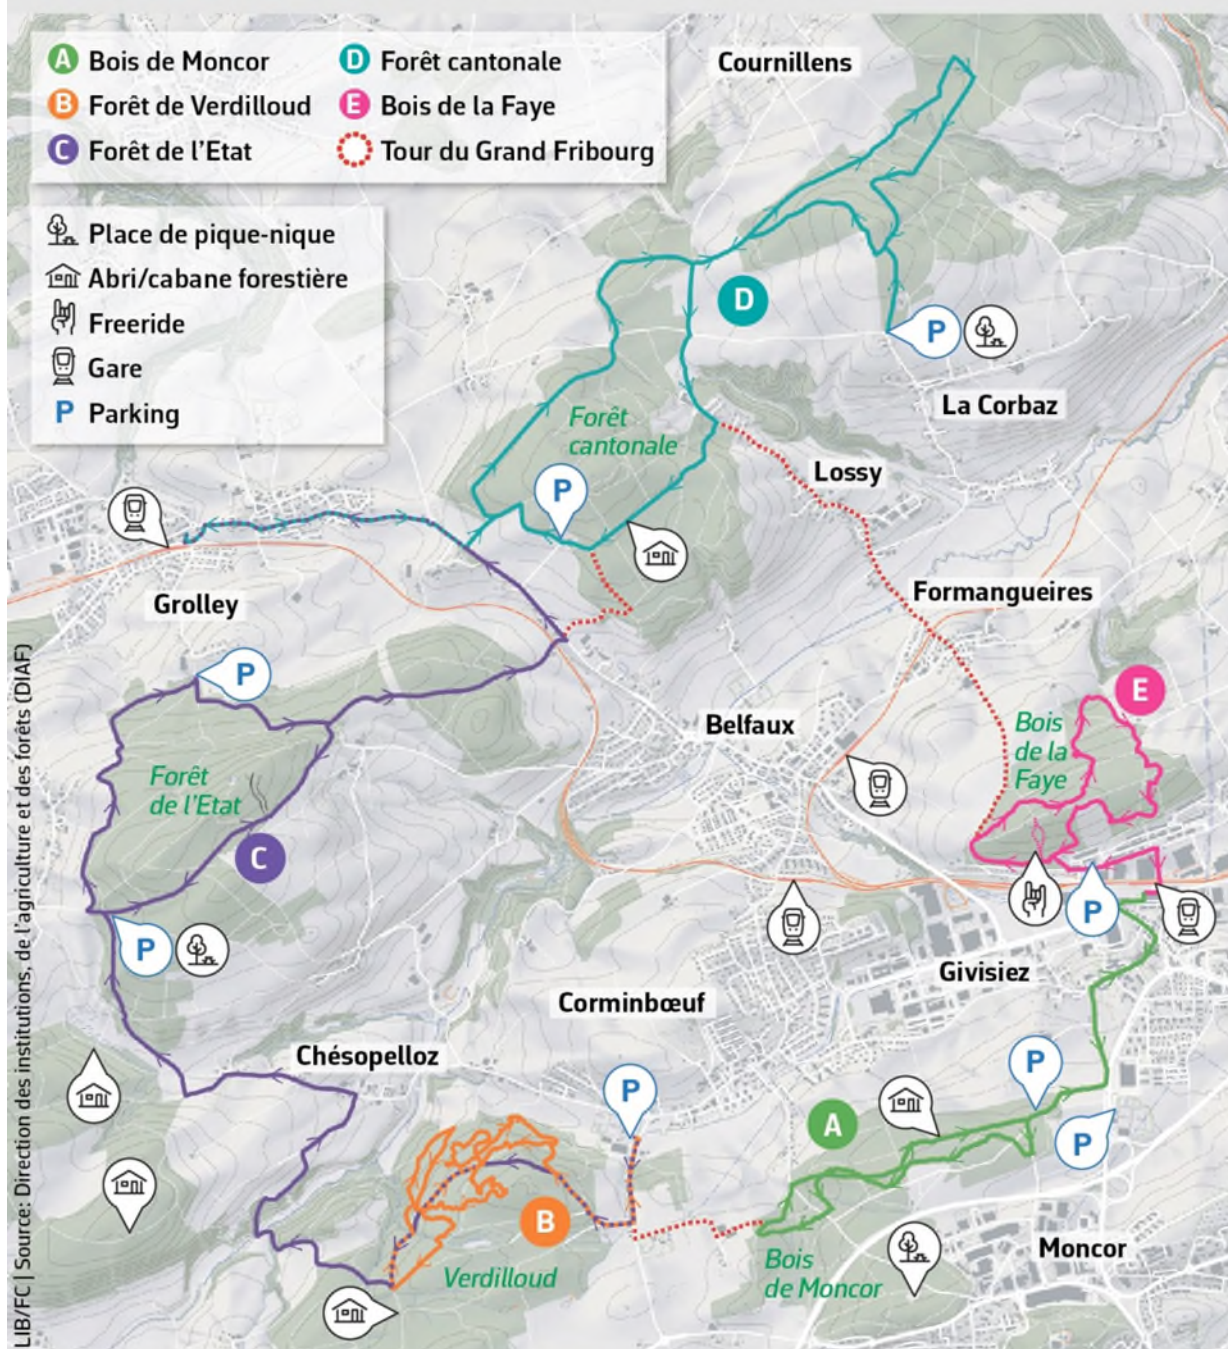 A Bois de Moncor
B Forêt de Verdilloud
C Forêt de l'Etat
D Forêt cantonale
E Bois de la Faye
Tour du Grand Fribourg
Place de pique-nique
Abri/cabane forestière
Freeride
Gare
P Parking
Cournillens
D
P
La Corbaz
Forêt
cantonale
P
Lossy
Grolley
Formangueires
P
E
Belfaux
Bois
de la
Faye
Forêt
de l'Etat
C
P
P
Givisiez
Corminbœuf
Chésopelloz
P
P
A
P
B
Verdilloud
Bois
de Moncor
Moncor
LIB/FC | Source: Direction des institutions, de l'agriculture et des forêts (DIAF)